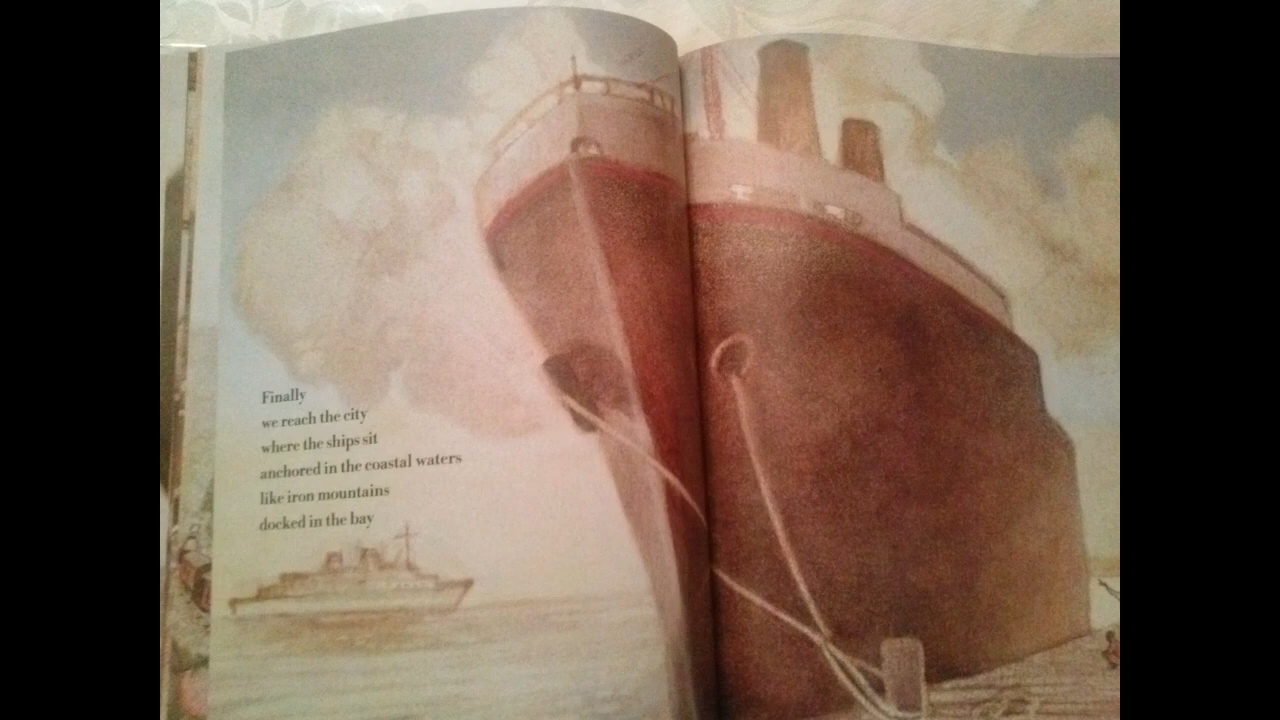 Finally
we reach the city
where the ships sit
anchored in the coastal waters
like iron mountains
docked in the bay